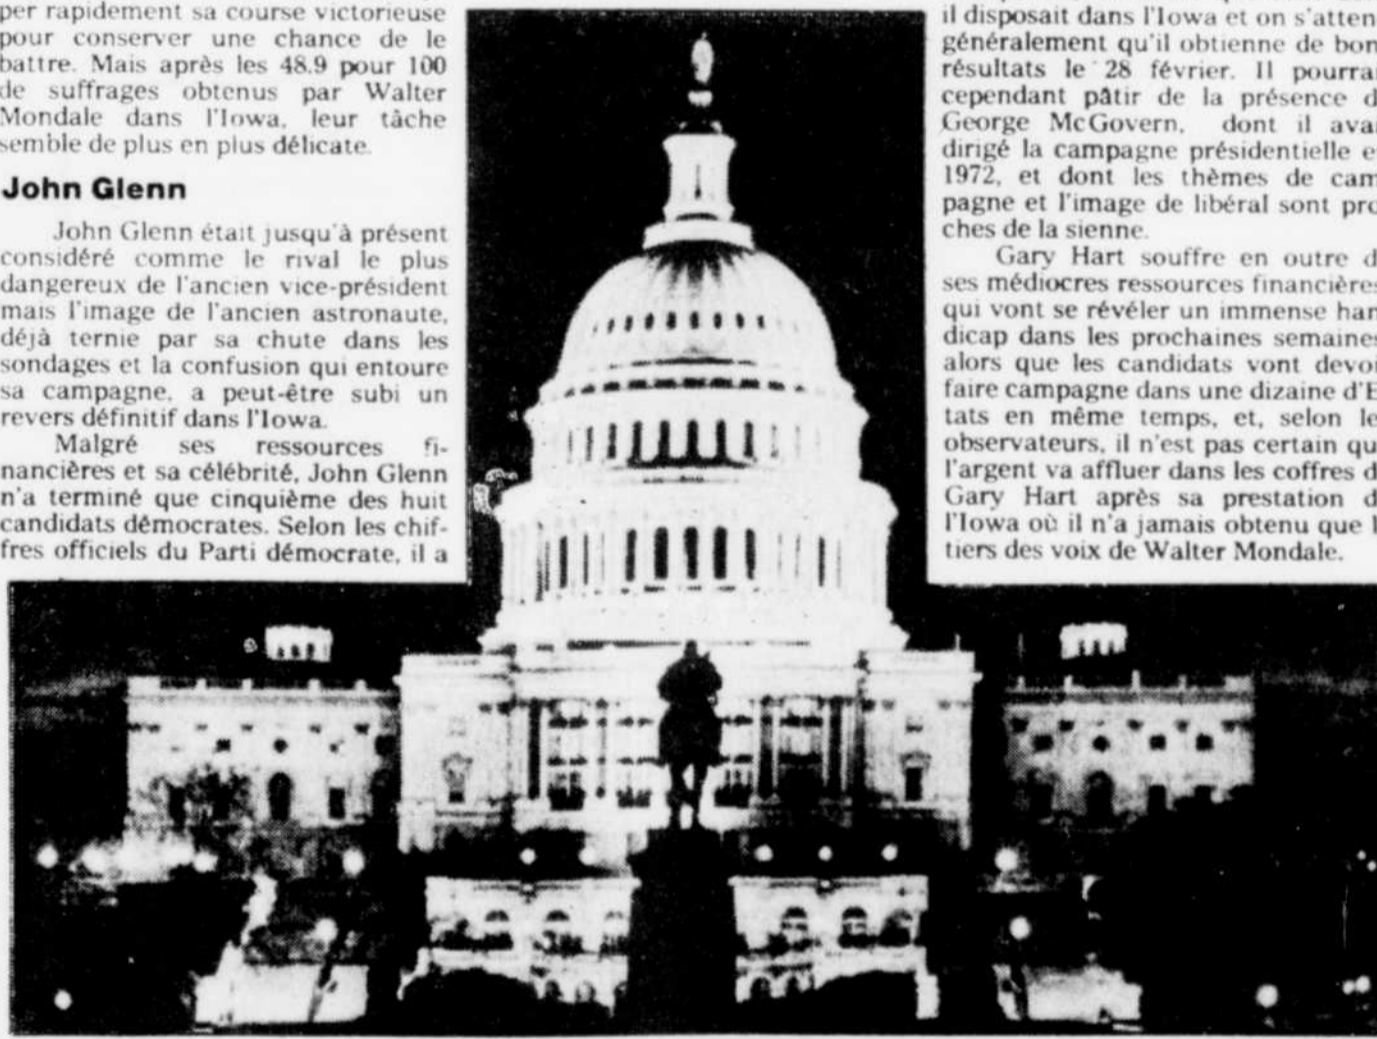 per rapidement sa course victorieuse
pour conserver une chance de le
battre. Mais après les 48.9 pour 100
de suffrages obtenus par Walter
Mondale dans l'Iowa, leur tâche
semble de plus en plus délicate.
John Glenn
John Glenn était jusqu'à présent
considéré comme le rival le plus
dangereux de l'ancien vice-président
mais l'image de l'ancien astronaute,
déjà ternie par sa chute dans les
sondages et la confusion qui entoure
sa campagne, a peut-être subi un
revers définitif dans l'Iowa.
Malgré ses ressources fi-
nancières et sa célébrité, John Glenn
n'a terminé que cinquième des huit
candidats démocrates. Selon les chif-
fres officiels du Parti démocrate, il a
il disposait dans l'Iowa et on s'atten
généralement qu'il obtienne de bon
résultats le 28 février. Il pourrai
cependant pâtir de la présence d
George McGovern, dont il avai
dirigé la campagne présidentielle e
1972, et dont les thèmes de cam
pagne et l'image de libéral sont pro
ches de la sienne.
Gary Hart souffre en outre d
ses médiocres ressources financières
qui vont se révéler un immense han
dicap dans les prochaines semaines
alors que les candidats vont devoi
faire campagne dans une dizaine d'E
tats en même temps, et, selon le
observateurs, il n'est pas certain qu
l'argent va affluer dans les coffres d
Gary Hart après sa prestation d
l'Iowa où il n'a jamais obtenu que l
tiers des voix de Walter Mondale.